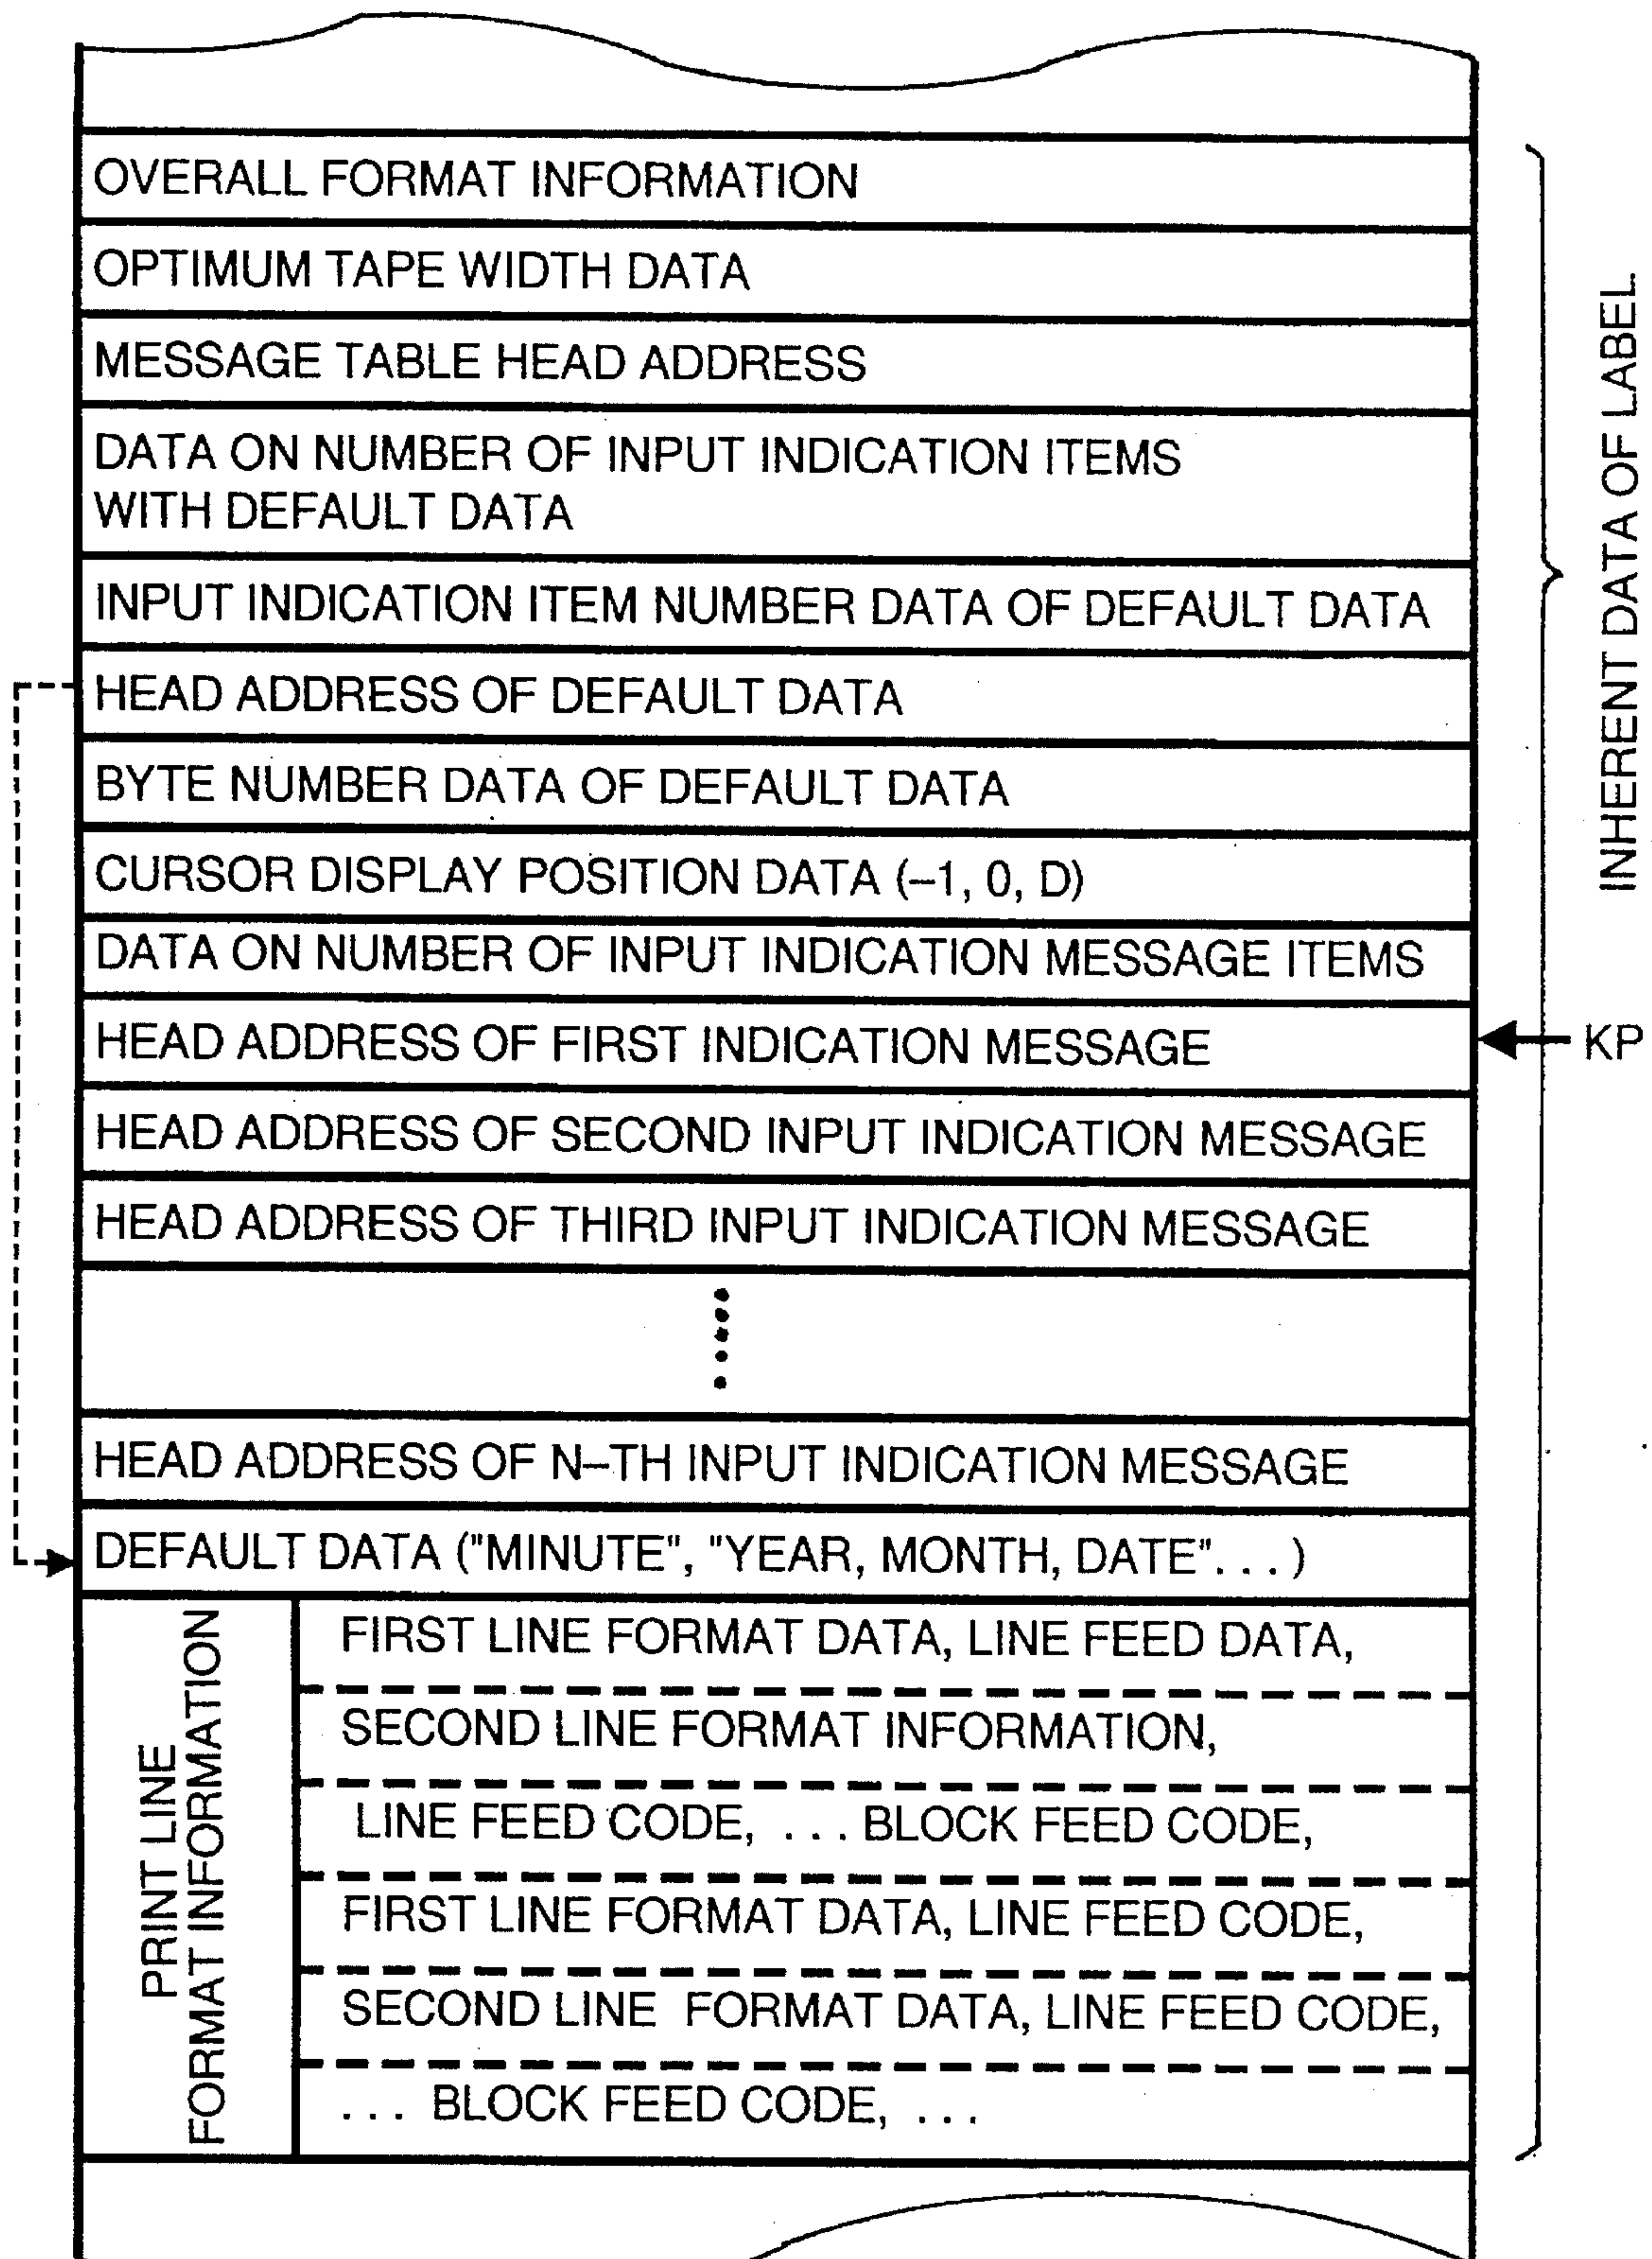 OVERALL FORMAT INFORMATION
OPTIMUM TAPE WIDTH DATA
MESSAGE TABLE HEAD ADDRESS
DATA ON NUMBER OF INPUT INDICATION ITEMS
WITH DEFAULT DATA
INPUT INDICATION ITEM NUMBER DATA OF DEFAULT DATA
HEAD ADDRESS OF DEFAULT DATA
BYTE NUMBER DATA OF DEFAULT DATA
CURSOR DISPLAY POSITION DATA (–1, 0, D)
DATA ON NUMBER OF INPUT INDICATION MESSAGE ITEMS
HEAD ADDRESS OF FIRST INDICATION MESSAGE
KP
HEAD ADDRESS OF SECOND INPUT INDICATION MESSAGE
HEAD ADDRESS OF THIRD INPUT INDICATION MESSAGE
HEAD ADDRESS OF N–TH INPUT INDICATION MESSAGE
DEFAULT DATA ("MINUTE", "YEAR, MONTH, DATE"...)
PRINT LINE
FORMAT INFORMATION
FIRST LINE FORMAT DATA, LINE FEED DATA,
SECOND LINE FORMAT INFORMATION,
LINE FEED CODE, ... BLOCK FEED CODE,
FIRST LINE FORMAT DATA, LINE FEED CODE,
SECOND LINE FORMAT DATA, LINE FEED CODE,
... BLOCK FEED CODE, ...
INHERENT DATA OF LABEL